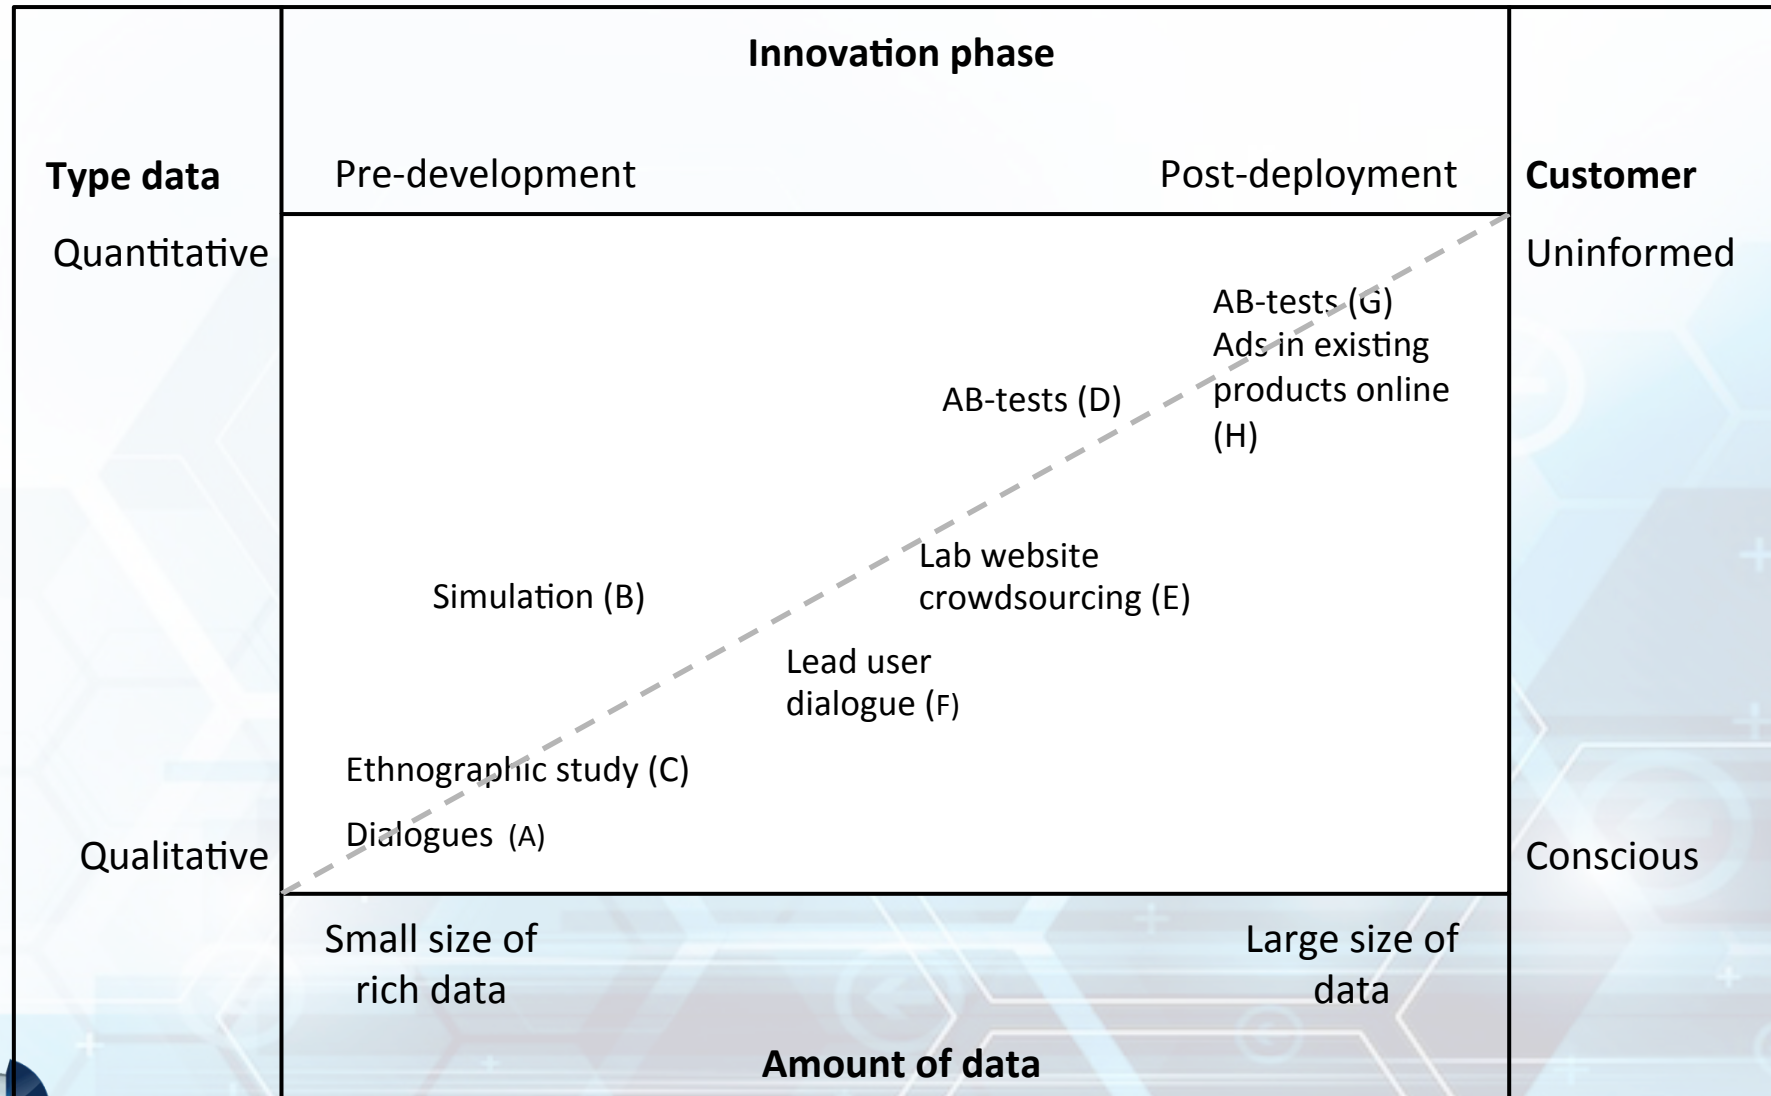 Innovation phase
Type data
Pre-development
Post-deployment
Customer
Quantitative
Uninformed
AB-tests (G)
Ads in existing
products online
(H)
AB-tests (D)
Lab website
crowdsourcing (E)
Simulation (B)
Lead user
dialogue (F)
Ethnographic study (C)
Dialogues (A)
Qualitative
Conscious
Small size of
rich data
Large size of
data
Amount of data